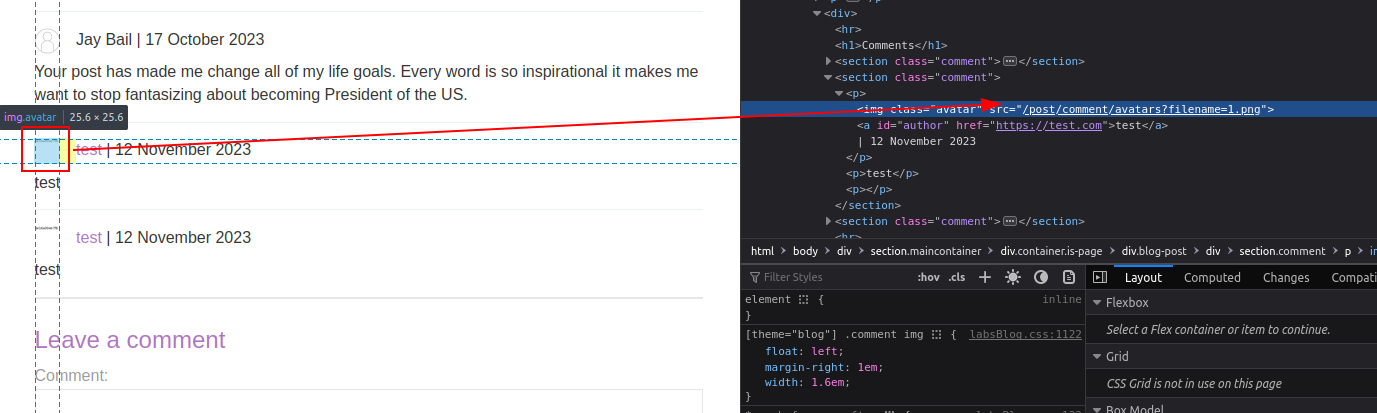 Jay Bail | 17 October 2023
Your post has made me change all of my life goals. Every word is so inspirational it makes me
want to stop fantasizing about becoming President of the US.
img.avatar | 25.6 × 25.6
test | 12 November 2023
test
test | 12 November 2023
test
Leave a comment
Comment:
<div>
<hr>
<h1>Comments</h1>
<section class="comment"></section>
<section class="comment">
<p>
<img class="avatar" src="/post/comment/avatars?filename=1.png">
<a id="author" href="https://test.com">test</a>
| 12 November 2023
</p>
<p>test</p>
<p></p>
</section>
<section class="comment"></section>
<hr>
html > body > div > section.maincontainer > div.container.is-page > div.blog-post > div > section.comment > p >
Filter Styles :hov .cls
element { inline
}
[theme="blog"] .comment img { labsBlog.css:1122
float: left;
margin-right: 1em;
width: 1.6em;
}
Layout Computed Changes Compati
Flexbox
Select a Flex container or item to continue.
Grid
CSS Grid is not in use on this page
Box Model